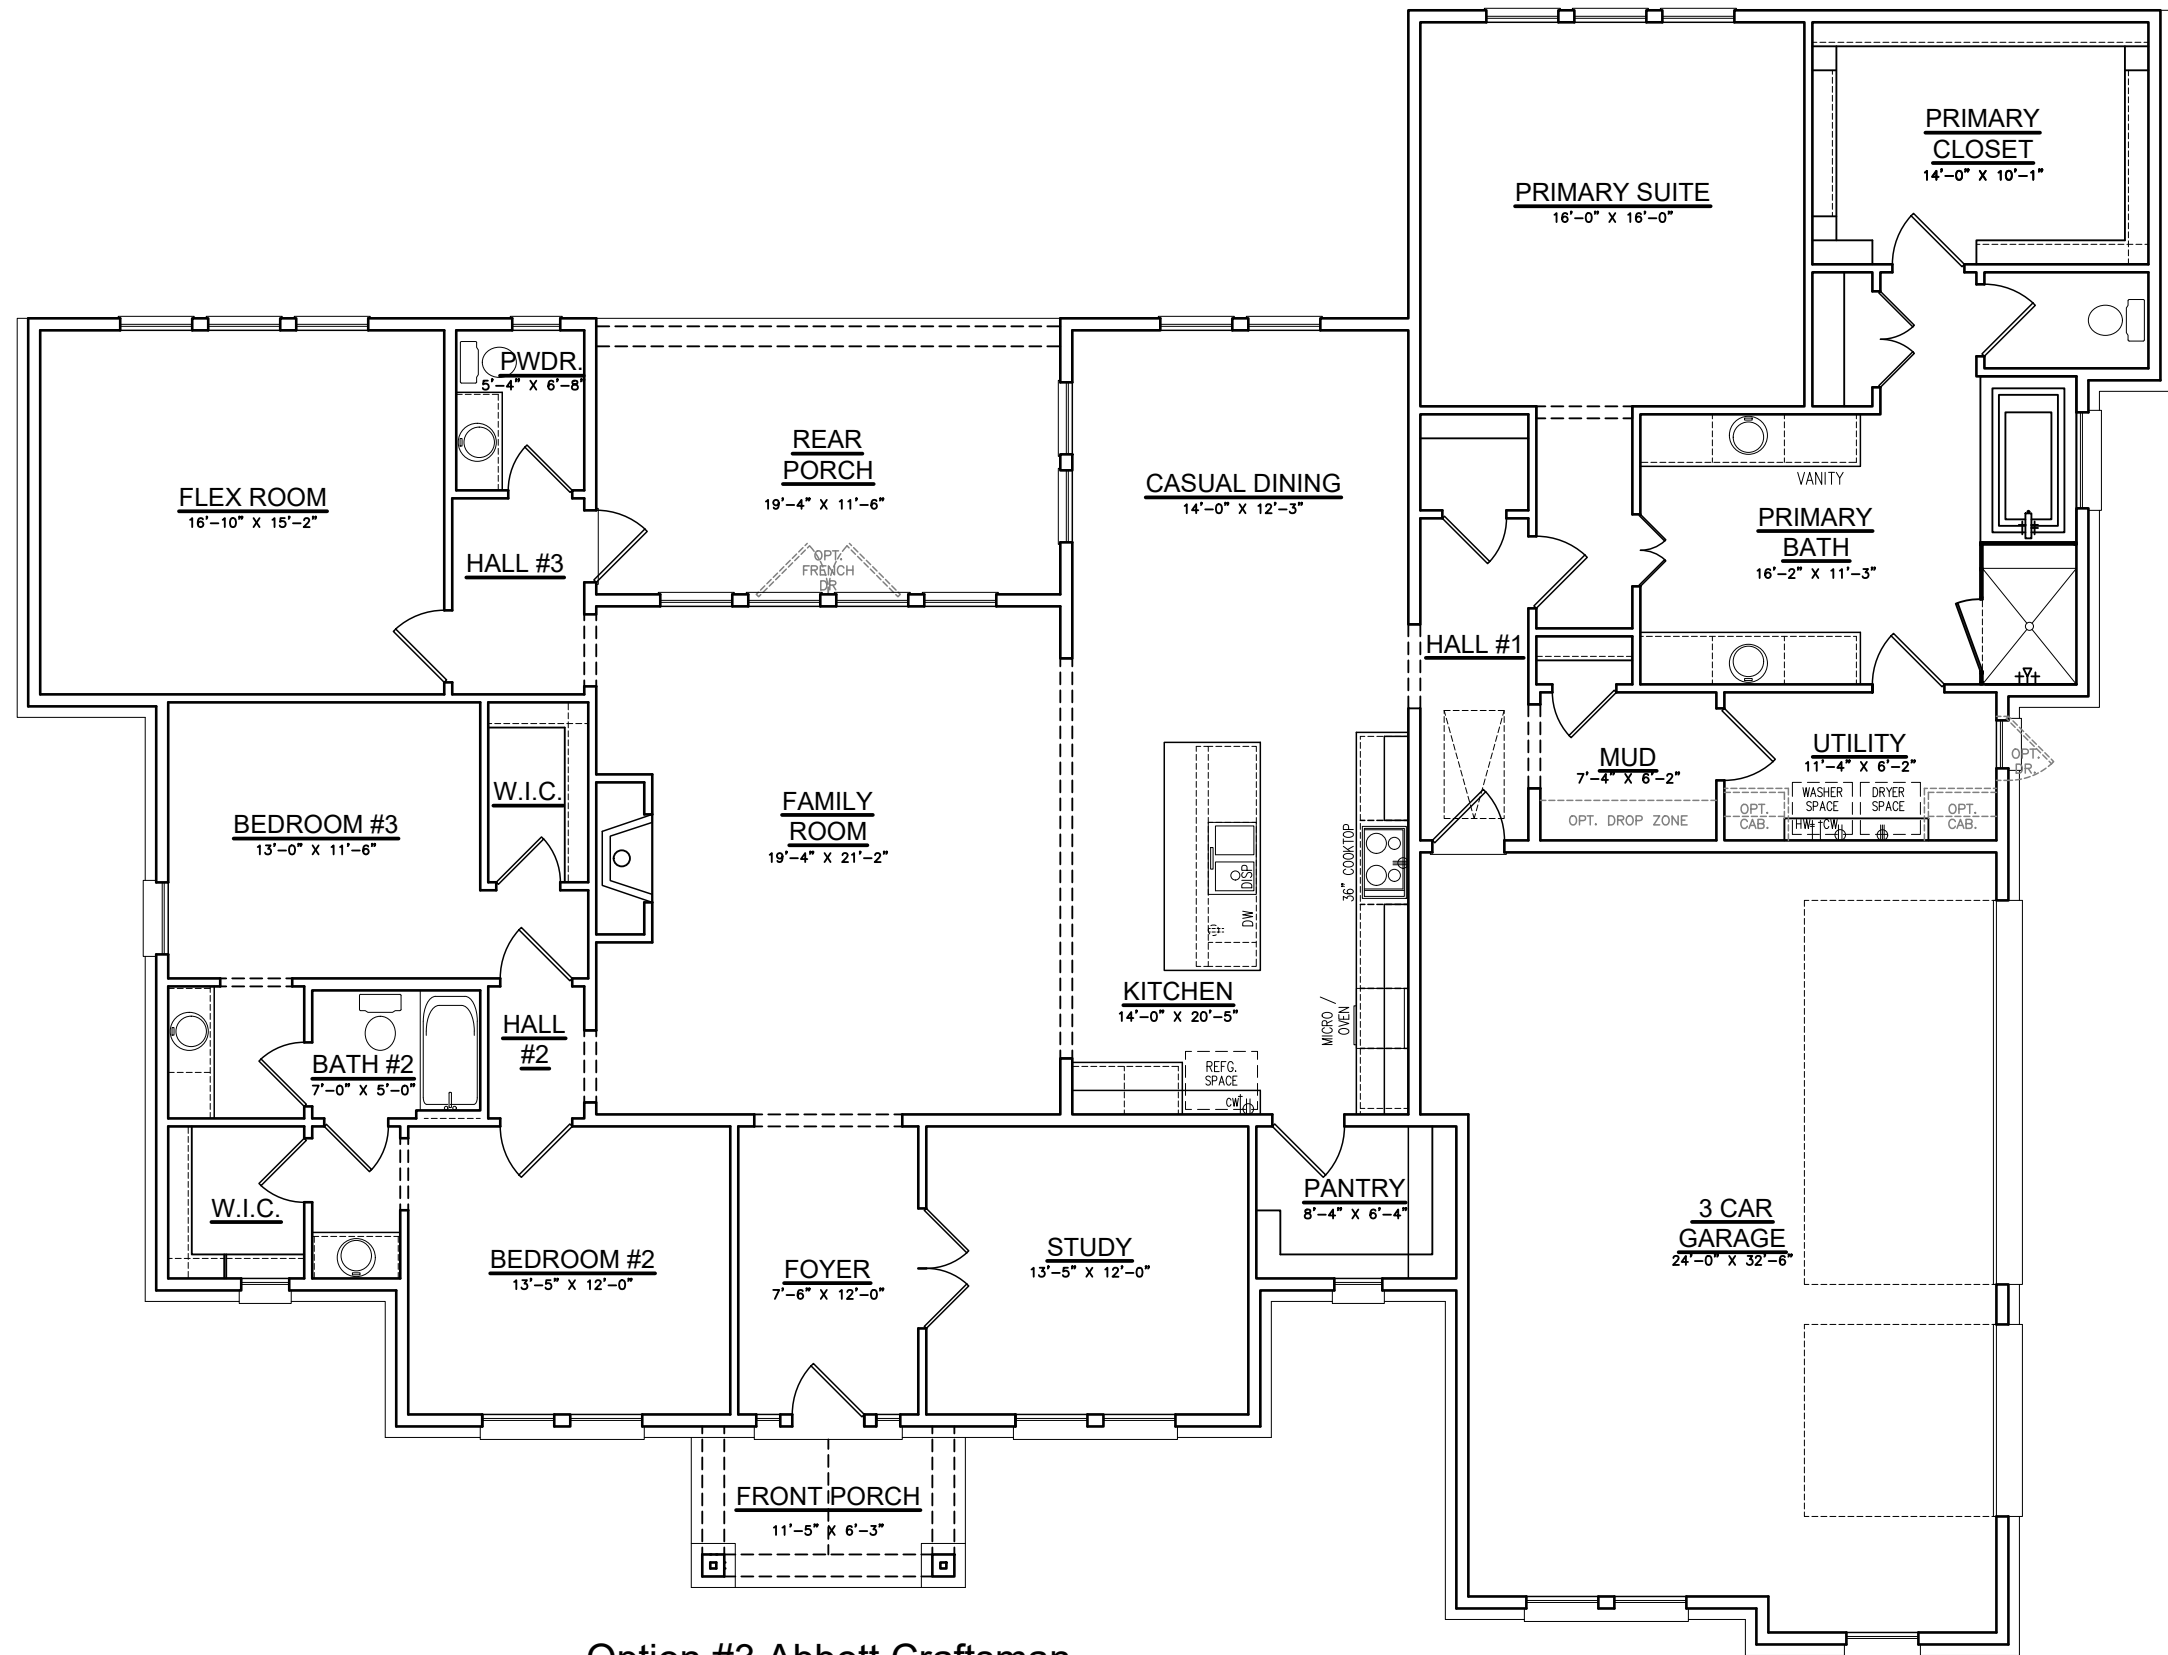 PRIMARY
CLOSET
14'-0" X 10'-1"
PRIMARY SUITE
16'-0" X 16'-0"
PWDR.
5'-4" X 6'-8"
REAR
PORCH
19'-4" X 11'-6"
OPT.
FRENCH
DR
CASUAL DINING
14'-0" X 12'-3"
VANITY
PRIMARY
BATH
16'-2" X 11'-3"
FLEX ROOM
16'-10" X 15'-2"
HALL #3
HALL #1
MUD
7'-4" X 6'-2"
OPT. DROP ZONE
UTILITY
11'-4" X 6'-2"
OPT.
DR.
OPT.
CAB.
WASHER
SPACE
HW
CW
DRYER
SPACE
OPT.
CAB.
W.I.C.
BEDROOM #3
13'-0" X 11'-6"
FAMILY
ROOM
19'-4" X 21'-2"
36" COOKTOP
DISP
DW
KITCHEN
14'-0" X 20'-5"
MICRO /
OVEN
REFG.
SPACE
CW
HALL
#2
BATH #2
7'-0" X 5'-0"
W.I.C.
BEDROOM #2
13'-5" X 12'-0"
FOYER
7'-6" X 12'-0"
STUDY
13'-5" X 12'-0"
PANTRY
8'-4" X 6'-4"
3 CAR
GARAGE
24'-0" X 32'-6"
FRONT PORCH
11'-5" X 6'-3"
Abbott Craftsman